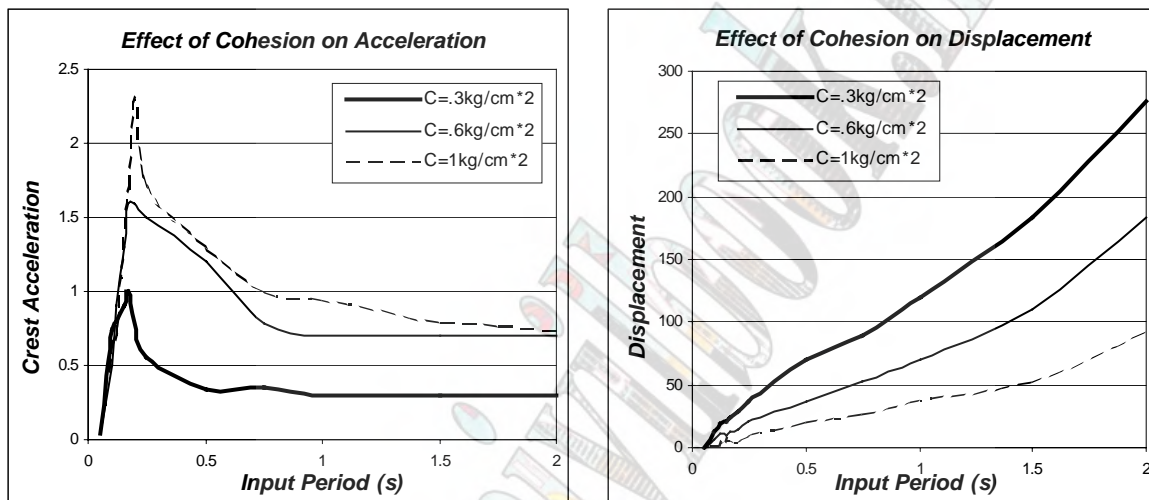 Effect of Cohesion on Acceleration
2.5
2
1.5
1
0.5
0
Crest Acceleration
C=.3kg/cm*2
C=.6kg/cm*2
C=1kg/cm*2
0 0.5 1 1.5 2
Input Period (s)
Effect of Cohesion on Displacement
300
250
200
150
100
50
0
Displacement
C=.3kg/cm*2
C=.6kg/cm*2
C=1kg/cm*2
0 0.5 1 1.5 2
Input Period (s)